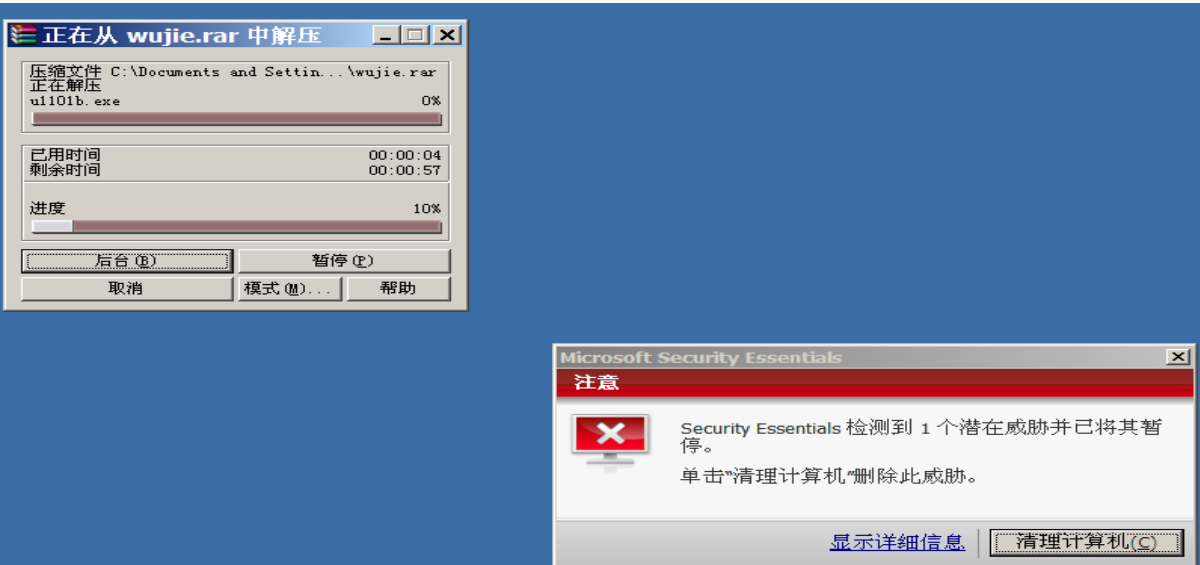 正在从 wujie.rar 中解压
压缩文件 C:\Documents and Settin...\wujie.rar
正在解压
u1101b.exe 0%
已用时间 00:00:04
剩余时间 00:00:57
进度 10%
后台(B) 暂停(P)
取消 模式(M)... 帮助
Microsoft Security Essentials
注意
Security Essentials 检测到 1 个潜在威胁并已将其暂
停。
单击"清理计算机"删除此威胁。
显示详细信息 清理计算机(C)